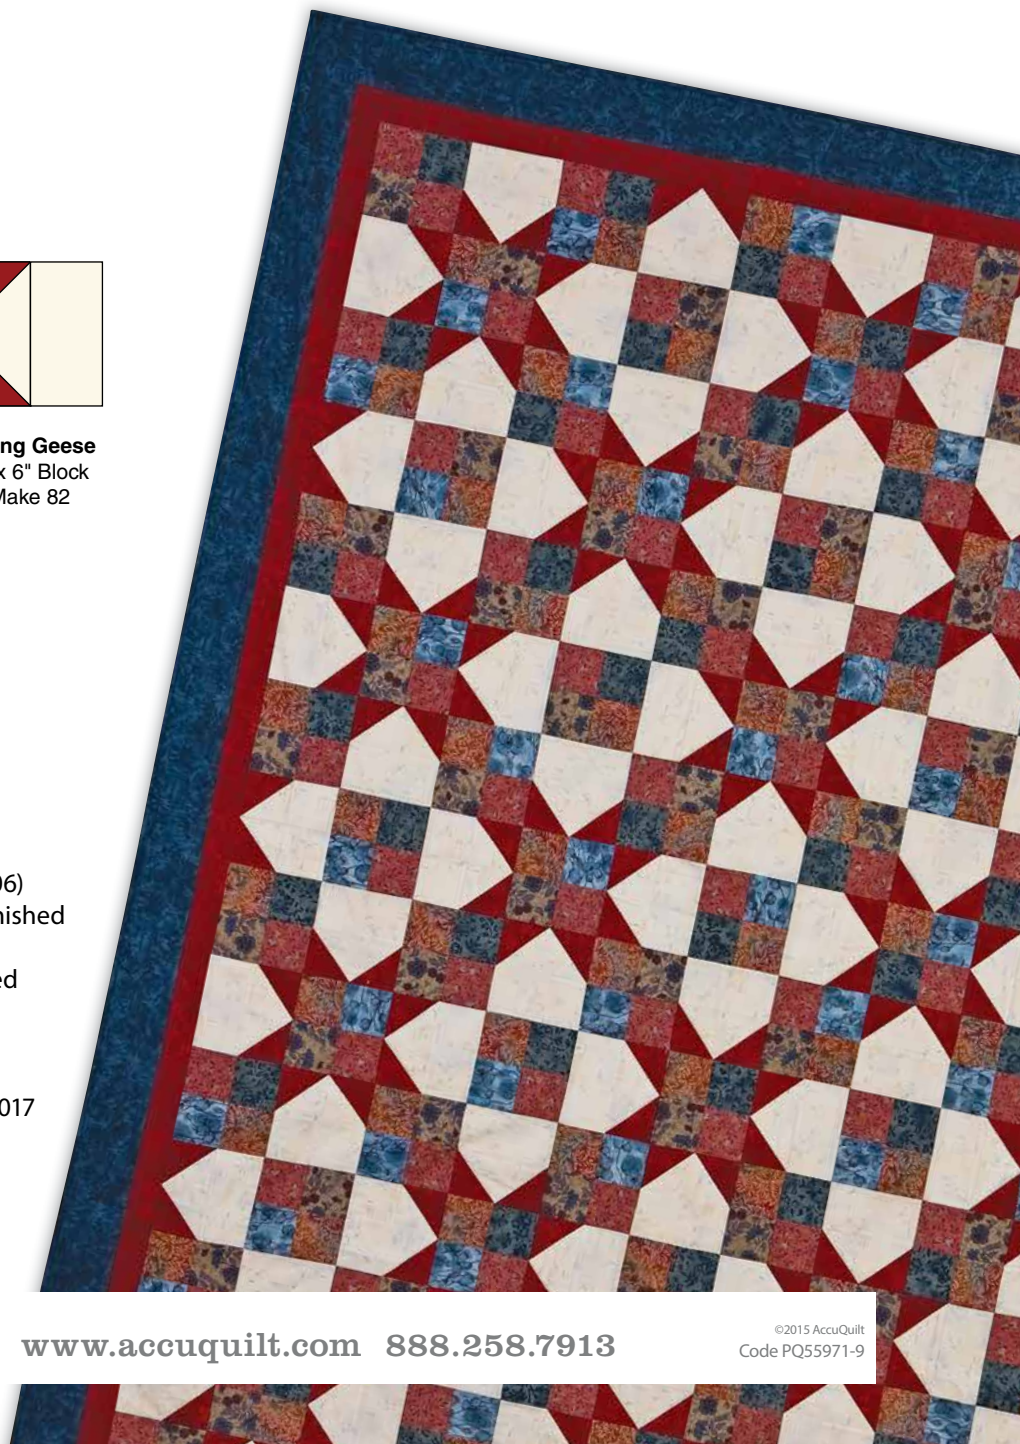 ng Geese
x 6" Block
Make 82
06)
nished
ed
017
www.accuquilt.com 888.258.7913
©2015 AccuQuilt
Code PQ55971-9